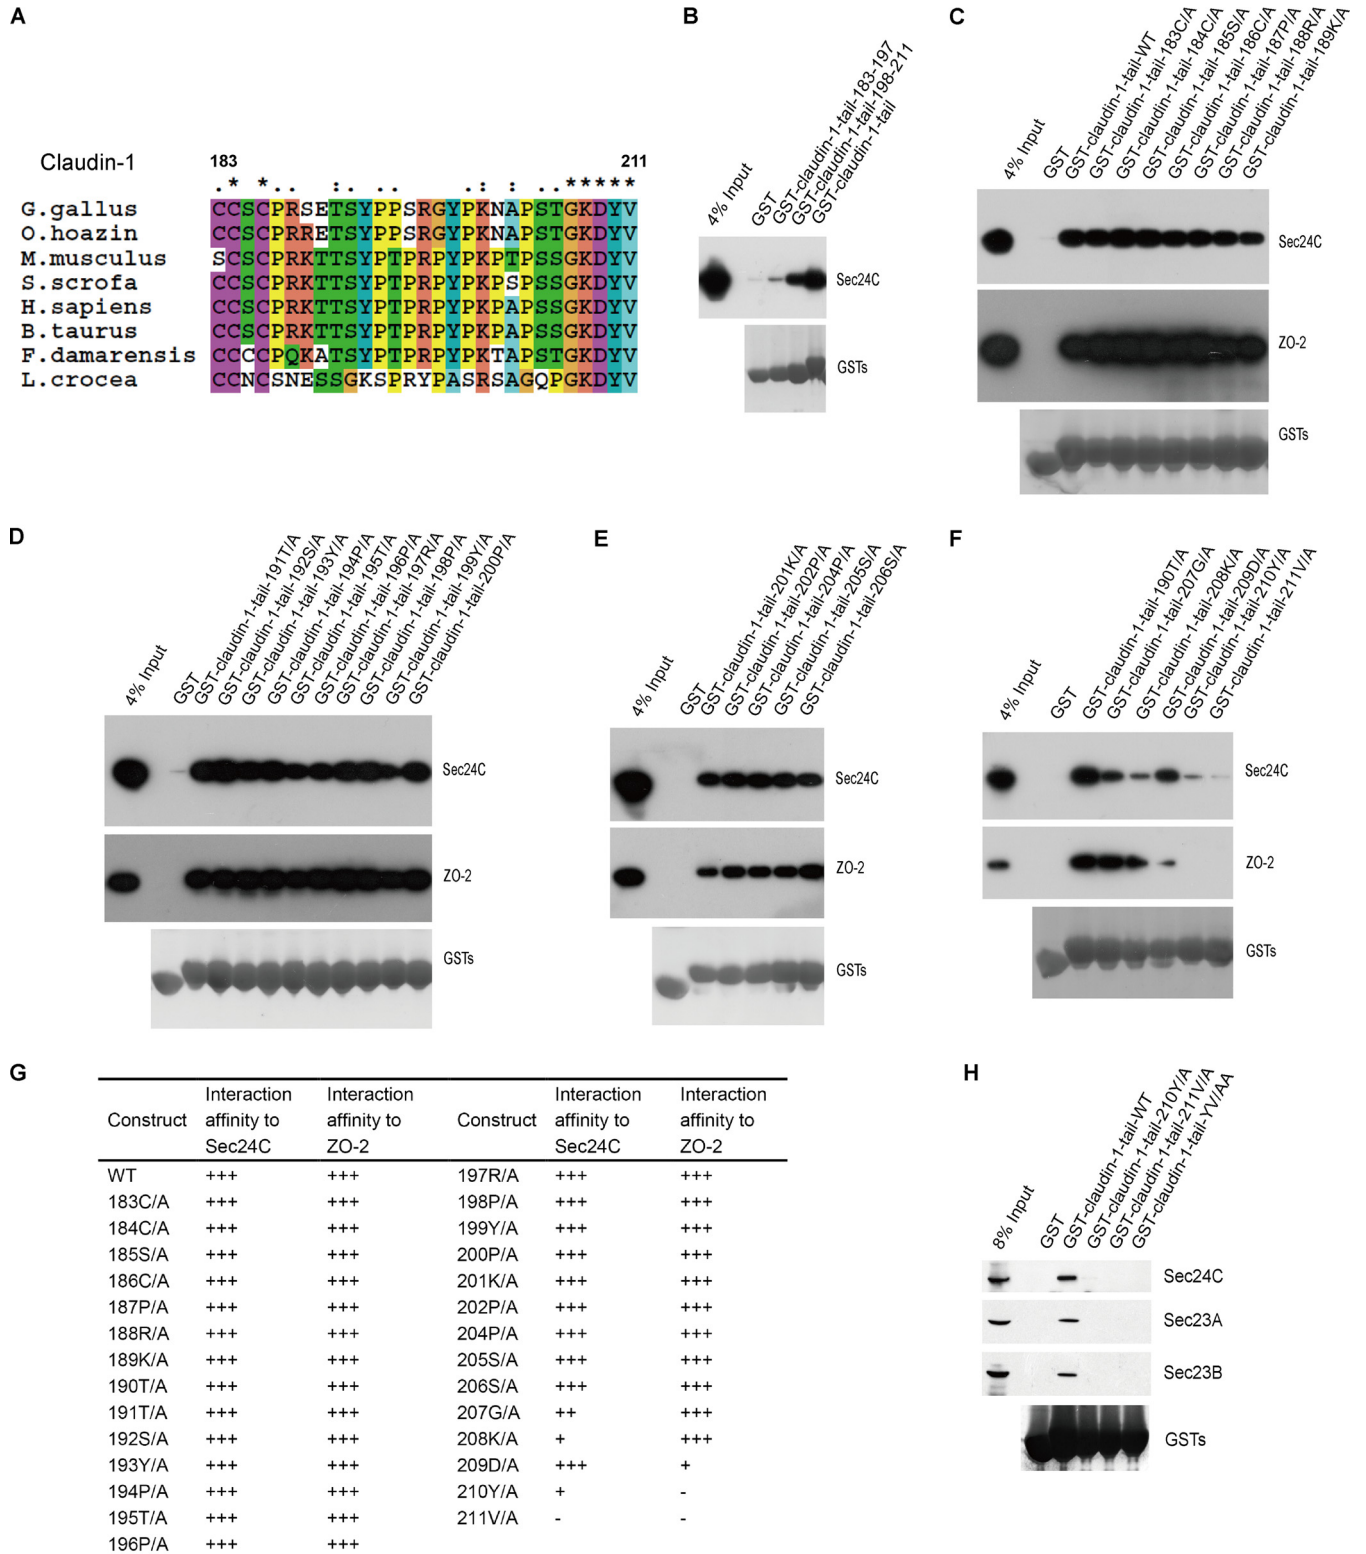 A
Claudin-1
183
211
.* *.. :.. .. .: : ..*****
G.gallus CCSCPRSETSYPPSRGYPKNAPSTGKDYV
O.hoazin CCSCPRRETSYPPSRGYPKNAPSTGKDYV
M.musculus SCSCPRKTTSYPTPRPYPKPTPSSGKDYV
S.scrofa CCSCPRKTTSYPTPRPYPKPSPSSGKDYV
H.sapiens CCSCPRKTTSYPTPRPYPKPAPSSGKDYV
B.taurus CCSCPRKTTSYPTPRPYPKPAPSSGKDYV
F.damarensis CCCCPQKATSYPTPRPYPKTAPSTGKDYV
L.crocea CCNCSNESSGKSPRYPASRSAGQPGKDYV
B
4% Input
GST
GST-claudin-1-tail-183-197
GST-claudin-1-tail-198-211
GST-claudin-1-tail
Sec24C
GSTs
C
4% Input
GST
GST-claudin-1-tail-WT
GST-claudin-1-tail-183C/A
GST-claudin-1-tail-184C/A
GST-claudin-1-tail-185S/A
GST-claudin-1-tail-186C/A
GST-claudin-1-tail-187P/A
GST-claudin-1-tail-188R/A
GST-claudin-1-tail-189K/A
Sec24C
ZO-2
GSTs
D
4% Input
GST
GST-claudin-1-tail-191T/A
GST-claudin-1-tail-192S/A
GST-claudin-1-tail-193Y/A
GST-claudin-1-tail-194P/A
GST-claudin-1-tail-195T/A
GST-claudin-1-tail-196P/A
GST-claudin-1-tail-197R/A
GST-claudin-1-tail-198P/A
GST-claudin-1-tail-199Y/A
GST-claudin-1-tail-200P/A
Sec24C
ZO-2
GSTs
E
4% Input
GST
GST-claudin-1-tail-201K/A
GST-claudin-1-tail-202P/A
GST-claudin-1-tail-204P/A
GST-claudin-1-tail-205S/A
GST-claudin-1-tail-206S/A
Sec24C
ZO-2
GSTs
F
4% Input
GST
GST-claudin-1-tail-190T/A
GST-claudin-1-tail-207G/A
GST-claudin-1-tail-208K/A
GST-claudin-1-tail-209D/A
GST-claudin-1-tail-210Y/A
GST-claudin-1-tail-211V/A
Sec24C
ZO-2
GSTs
G
Construct Interaction affinity to Sec24C Interaction affinity to ZO-2 Construct Interaction affinity to Sec24C Interaction affinity to ZO-2
WT +++ +++ 197R/A +++ +++
183C/A +++ +++ 198P/A +++ +++
184C/A +++ +++ 199Y/A +++ +++
185S/A +++ +++ 200P/A +++ +++
186C/A +++ +++ 201K/A +++ +++
187P/A +++ +++ 202P/A +++ +++
188R/A +++ +++ 204P/A +++ +++
189K/A +++ +++ 205S/A +++ +++
190T/A +++ +++ 206S/A +++ +++
191T/A +++ +++ 207G/A ++ +++
192S/A +++ +++ 208K/A + +++
193Y/A +++ +++ 209D/A +++ +
194P/A +++ +++ 210Y/A + -
195T/A +++ +++ 211V/A - -
196P/A +++ +++
H
8% Input
GST
GST-claudin-1-tail-WT
GST-claudin-1-tail-210Y/A
GST-claudin-1-tail-211V/A
GST-claudin-1-tail-YV/AA
Sec24C
Sec23A
Sec23B
GSTs